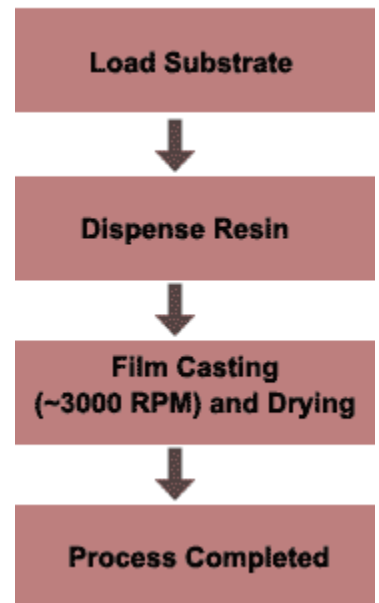 Load Substrate
Dispense Resin
Film Casting
(~3000 RPM) and Drying
Process Completed